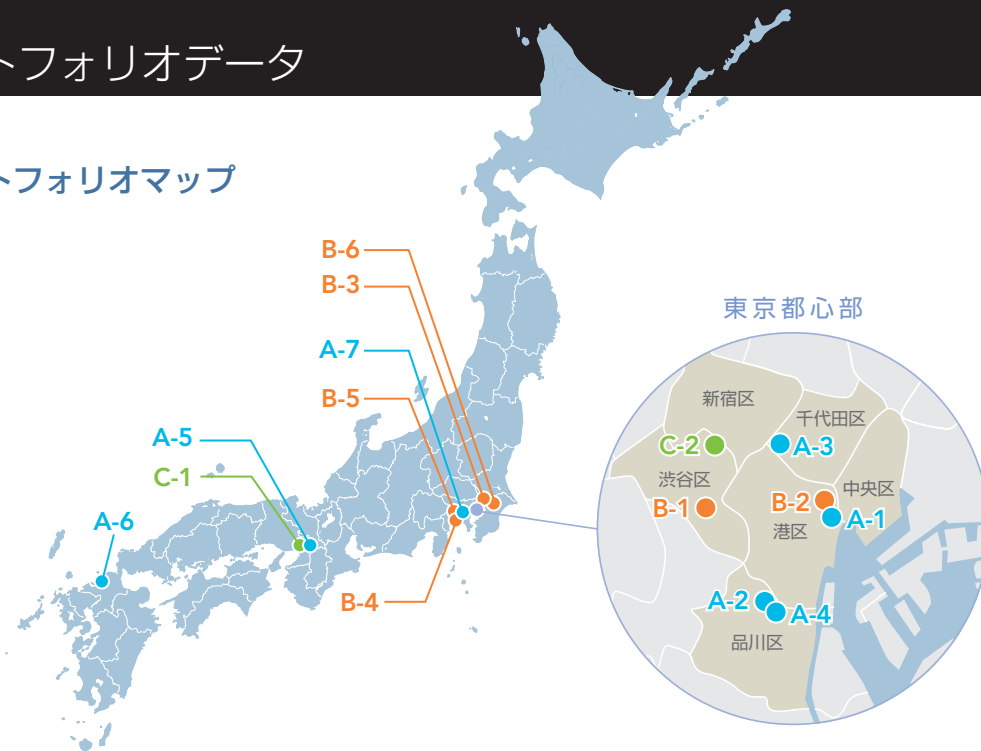 トフォリオデータ
トフォリオマップ
B-6
B-3
A-7
B-5
A-5
C-1
A-6
B-4
東京都心部
新宿区
千代田区
C-2
A-3
渋谷区
中央区
B-1
B-2
A-1
港区
A-2
A-4
品川区